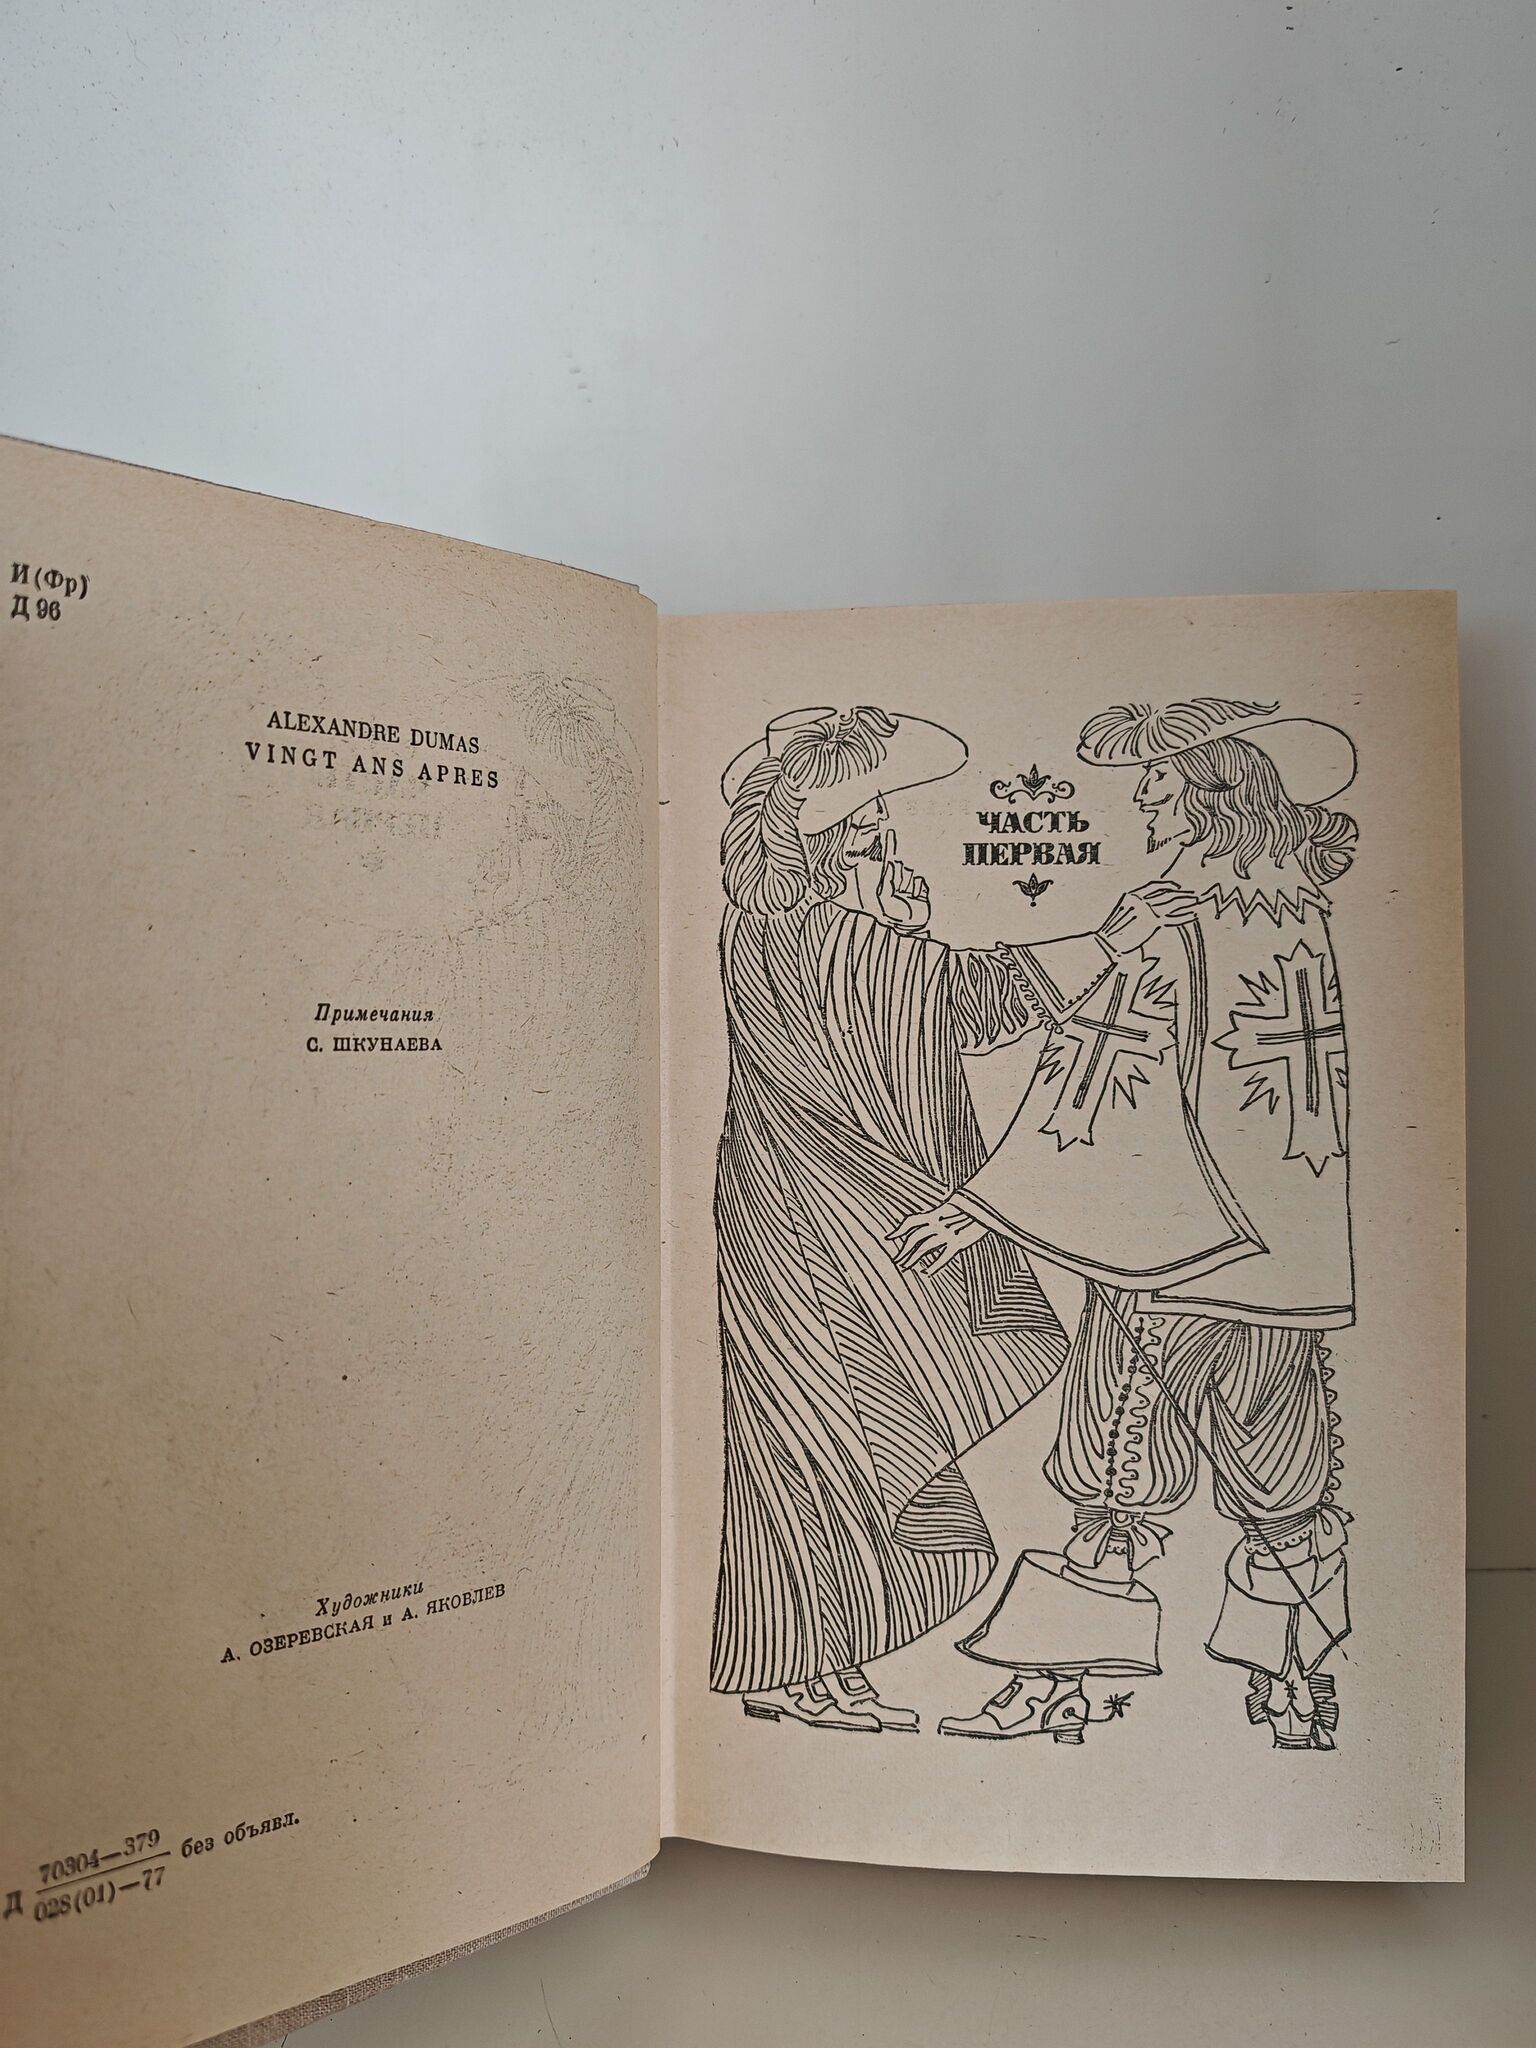 И(Фр)
Д 96
ALEXANDRE DUMAS
VINGT ANS APRES
Примечания
С. ШКУНАЕВА
Художники
А. ОЗЕРЕВСКАЯ и А. ЯКОВЛЕВ
Д 70304—379 без объявл.
028(01)—77
ЧАСТЬ
ПЕРВАЯ